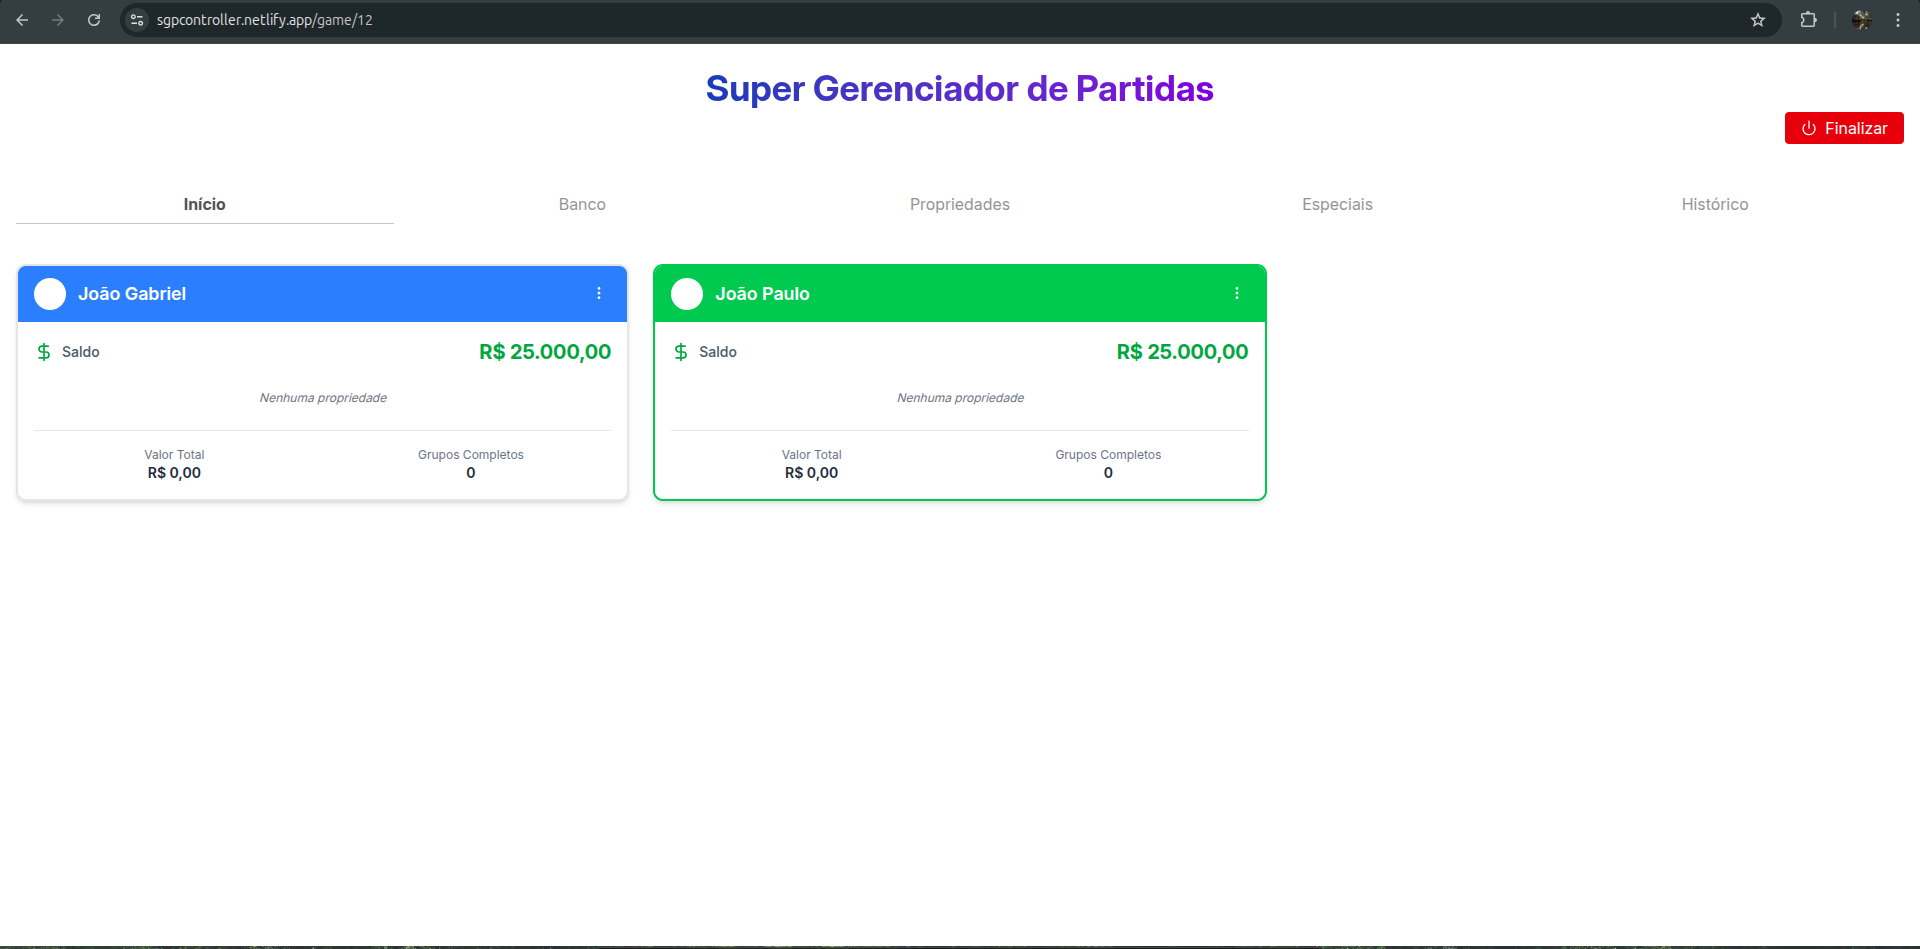 sgpcontroller.netlify.app/game/12
Super Gerenciador de Partidas
Finalizar
Início Banco Propriedades Especiais Histórico
João Gabriel
$ Saldo R$ 25.000,00
Nenhuma propriedade
Valor Total Grupos Completos
R$ 0,00 0
João Paulo
$ Saldo R$ 25.000,00
Nenhuma propriedade
Valor Total Grupos Completos
R$ 0,00 0